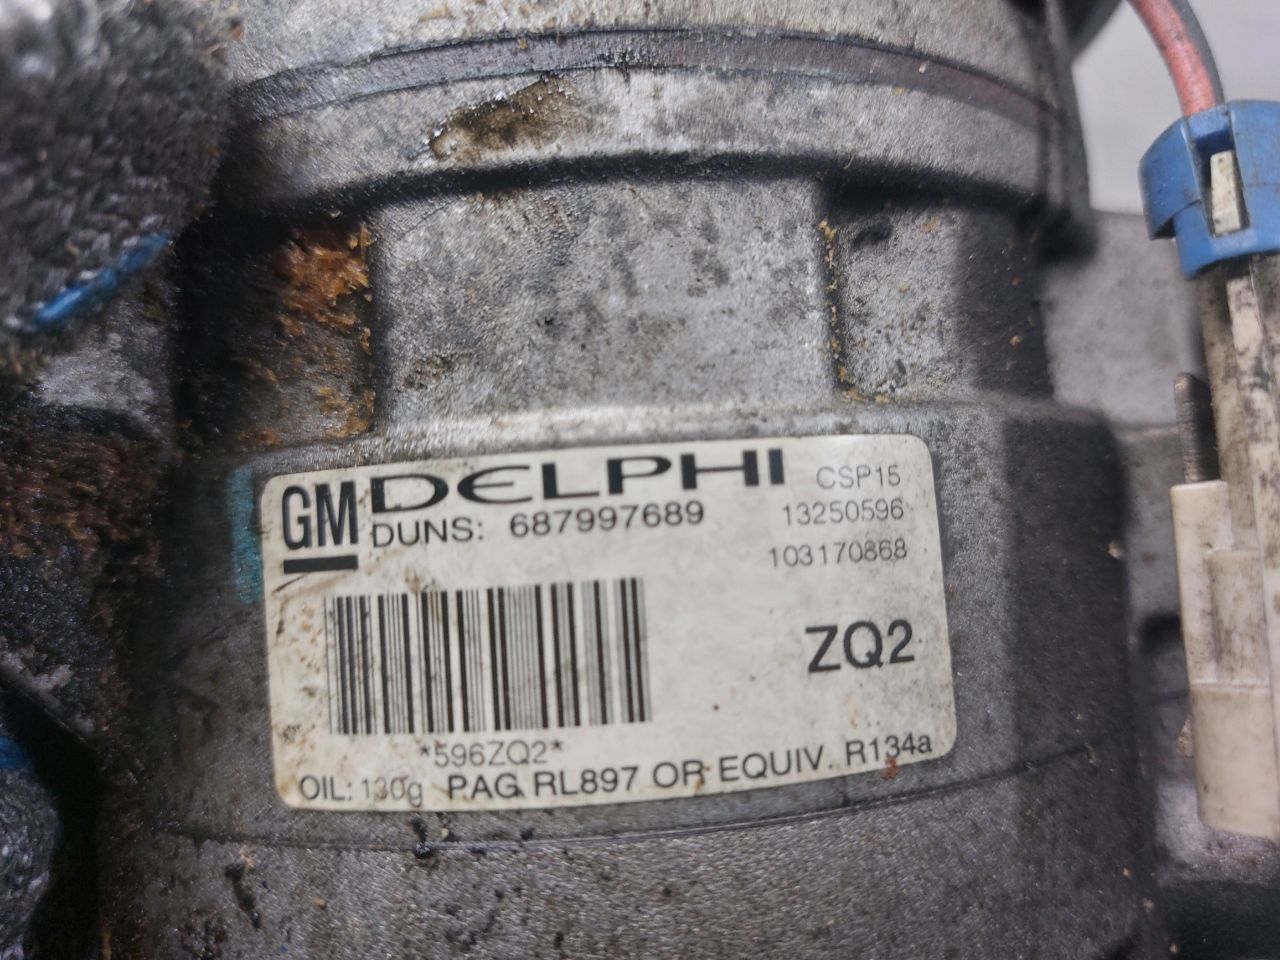 GM DELPHI CSP15
DUNS: 687997689 13250596
103170868
ZQ2
*596ZQ2*
OIL: 130g PAG RL897 OR EQUIV. R134a